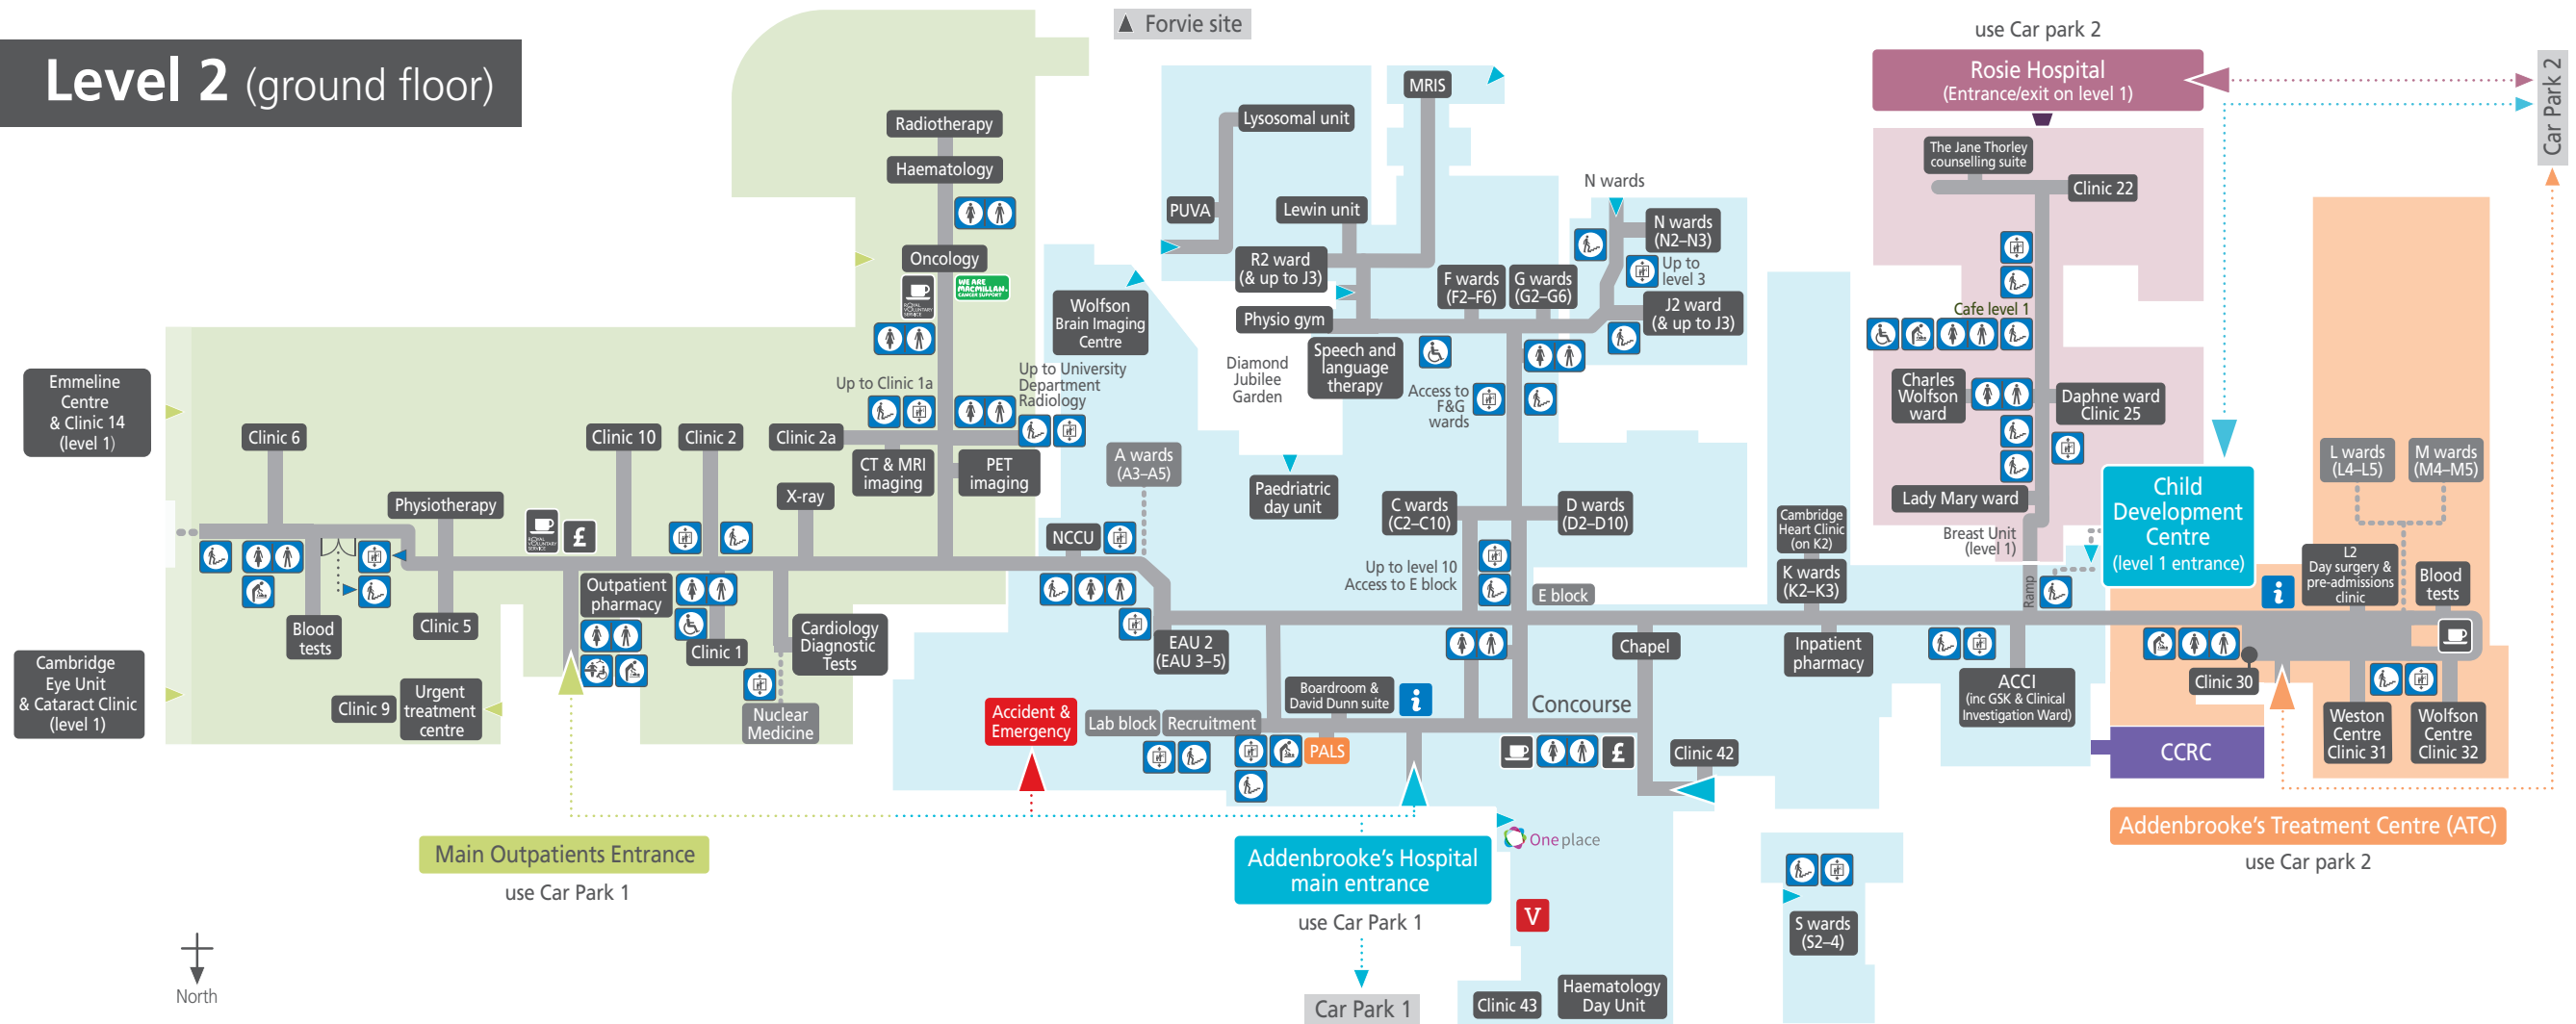 Level 2 (ground floor)
Forvie site
use Car park 2
Rosie Hospital
(Entrance/exit on level 1)
Car Park 2
Radiotherapy
Haematology
Oncology
ROYAL
VOLUNTARY
SERVICE
WE ARE
MACMILLAN.
CANCER SUPPORT
Up to Clinic 1a
Up to University
Department
Radiology
Clinic 2a
CT & MRI
imaging
PET
imaging
Lysosomal unit
PUVA
MRIS
Lewin unit
R2 ward
(& up to J3)
Physio gym
Speech and
language
therapy
Diamond
Jubilee
Garden
Paedriatric
day unit
F wards
(F2–F6)
G wards
(G2–G6)
Access to
F&G
wards
N wards
N wards
(N2–N3)
Up to
level 3
J2 ward
(& up to J3)
Wolfson
Brain Imaging
Centre
A wards
(A3–A5)
The Jane Thorley
counselling suite
Clinic 22
Cafe level 1
Charles
Wolfson
ward
Daphne ward
Clinic 25
Lady Mary ward
Breast Unit
(level 1)
Ramp
Child
Development
Centre
(level 1 entrance)
L wards
(L4–L5)
M wards
(M4–M5)
L2
Day surgery &
pre-admissions
clinic
Blood
tests
Emmeline
Centre
& Clinic 14
(level 1)
Clinic 6
Physiotherapy
ROYAL
VOLUNTARY
SERVICE
£
Clinic 10
Clinic 2
X-ray
NCCU
C wards
(C2–C10)
D wards
(D2–D10)
Up to level 10
Access to E block
E block
Cambridge
Heart Clinic
(on K2)
K wards
(K2–K3)
Blood
tests
Clinic 5
Outpatient
pharmacy
Clinic 1
Cardiology
Diagnostic
Tests
Nuclear
Medicine
EAU 2
(EAU 3–5)
Cambridge
Eye Unit
& Cataract Clinic
(level 1)
Clinic 9
Urgent
treatment
centre
Accident &
Emergency
Lab block
Recruitment
Boardroom &
David Dunn suite
i
PALS
Concourse
£
Chapel
Clinic 42
Inpatient
pharmacy
ACCI
(inc GSK & Clinical
Investigation Ward)
i
Clinic 30
CCRC
Weston
Centre
Clinic 31
Wolfson
Centre
Clinic 32
Main Outpatients Entrance
use Car Park 1
Addenbrooke's Hospital
main entrance
use Car Park 1
Car Park 1
One place
V
Clinic 43
Haematology
Day Unit
S wards
(S2–4)
Addenbrooke's Treatment Centre (ATC)
use Car park 2
North